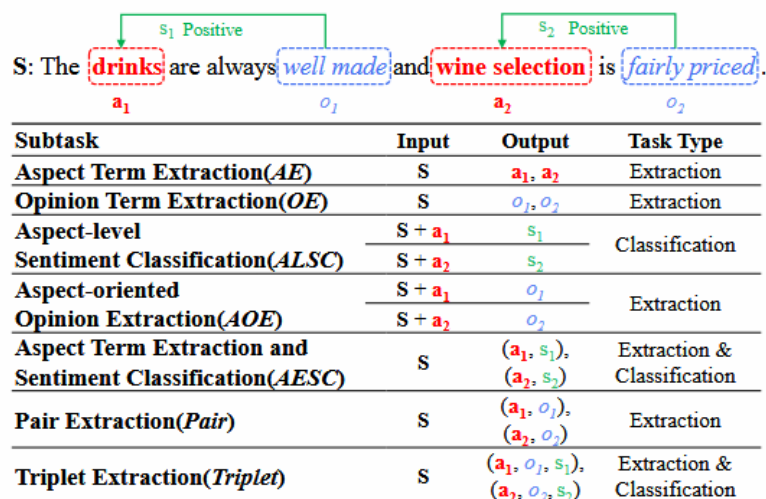 s1 Positive s2 Positive
S: The drinks are always well made and wine selection is fairly priced .
a1 o1 a2 o2
Subtask Input Output Task Type
Aspect Term Extraction(AE) S a1, a2 Extraction
Opinion Term Extraction(OE) S o1, o2 Extraction
Aspect-level S + a1 s1
Classification
Sentiment Classification(ALSC) S + a2 s2
Aspect-oriented S + a1 o1
Extraction
Opinion Extraction(AOE) S + a2 o2
Aspect Term Extraction and (a1, s1), Extraction &
S
Sentiment Classification(AESC) (a2, s2) Classification
(a1, o1),
Pair Extraction(Pair) S Extraction
(a2, o2)
(a1, o1, s1), Extraction &
Triplet Extraction(Triplet) S
(a2, o2, s2) Classification